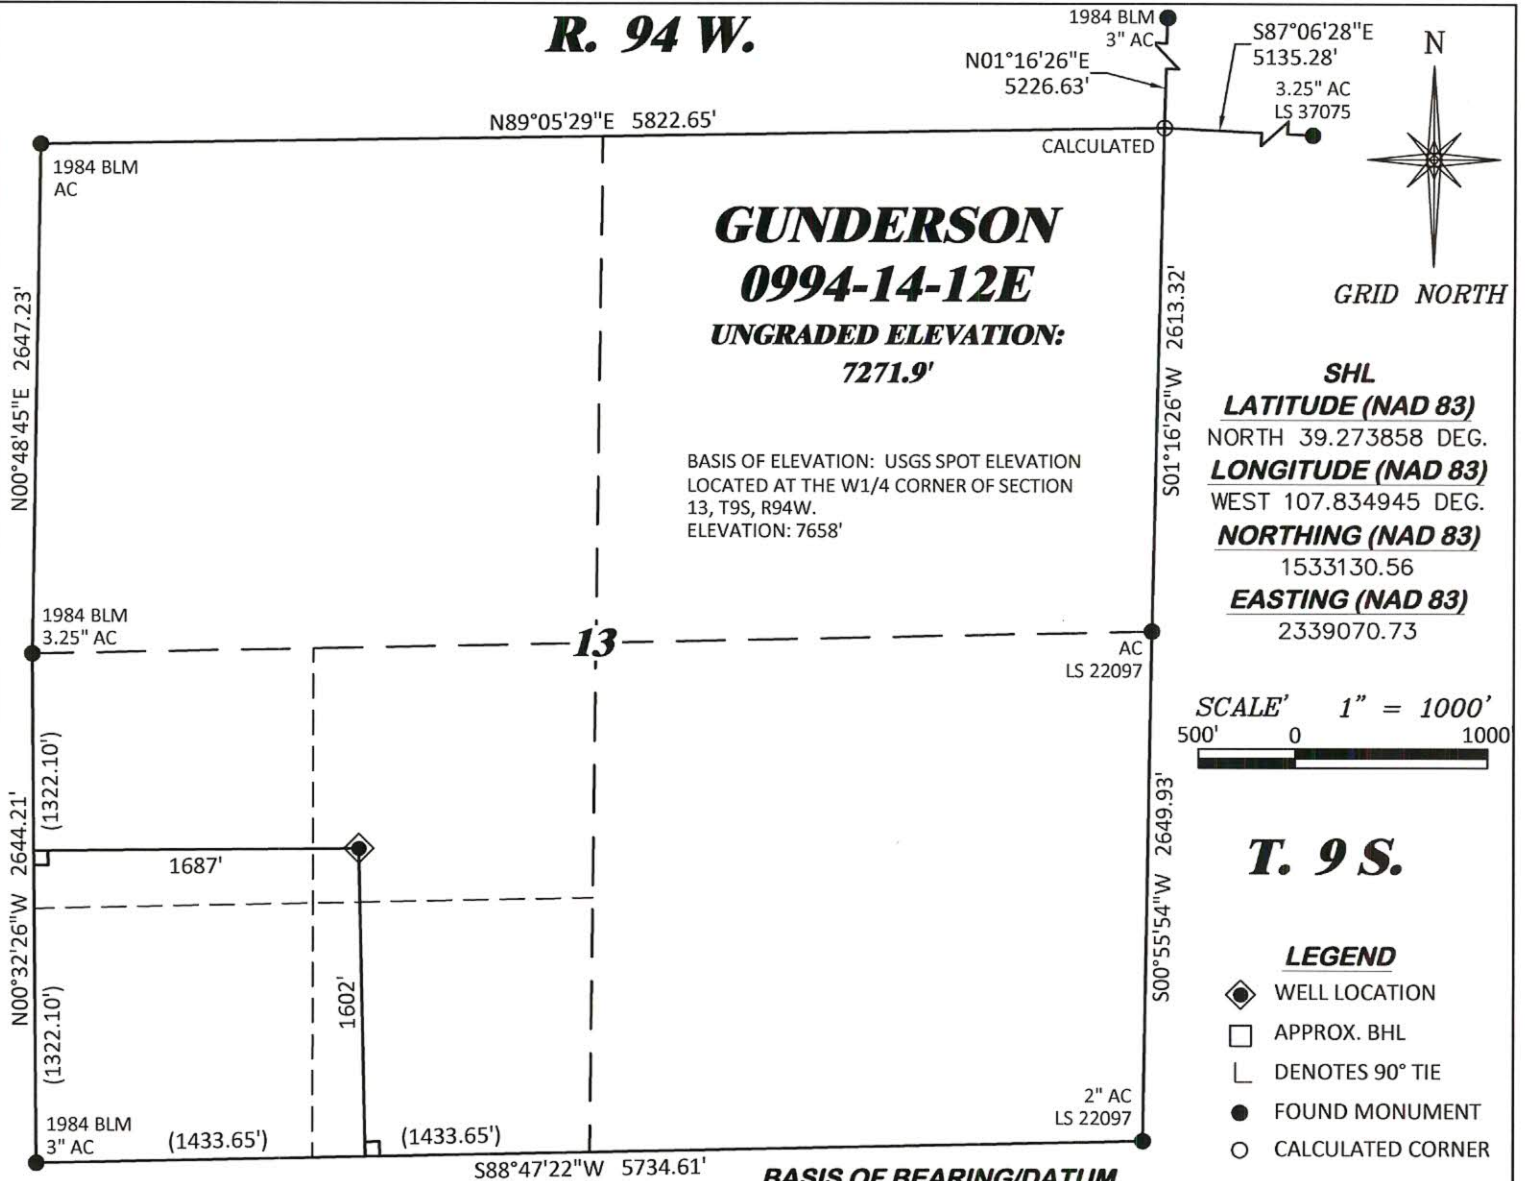 R. 94 W.
1984 BLM
3" AC
N01°16'26"E
5226.63'
S87°06'28"E
5135.28'
3.25" AC
LS 37075
N
N89°05'29"E 5822.65'
CALCULATED
1984 BLM
AC
GUNDERSON
0994-14-12E
UNGRADED ELEVATION:
7271.9'
GRID NORTH
N00°48'45"E 2647.23'
S01°16'26"W 2613.32'
BASIS OF ELEVATION: USGS SPOT ELEVATION
LOCATED AT THE W1/4 CORNER OF SECTION
13, T9S, R94W.
ELEVATION: 7658'
SHL
LATITUDE (NAD 83)
NORTH 39.273858 DEG.
LONGITUDE (NAD 83)
WEST 107.834945 DEG.
NORTHING (NAD 83)
1533130.56
EASTING (NAD 83)
2339070.73
1984 BLM
3.25" AC
13
AC
LS 22097
SCALE' 1" = 1000'
500' 0 1000'
N00°32'26"W 2644.21'
(1322.10')
(1322.10')
1687'
1602'
S00°55'54"W 2649.93'
T. 9 S.
LEGEND
WELL LOCATION
APPROX. BHL
DENOTES 90° TIE
FOUND MONUMENT
CALCULATED CORNER
1984 BLM
3" AC
(1433.65')
(1433.65')
2" AC
LS 22097
S88°47'22"W 5734.61'
BASIS OF BEARING/DATUM